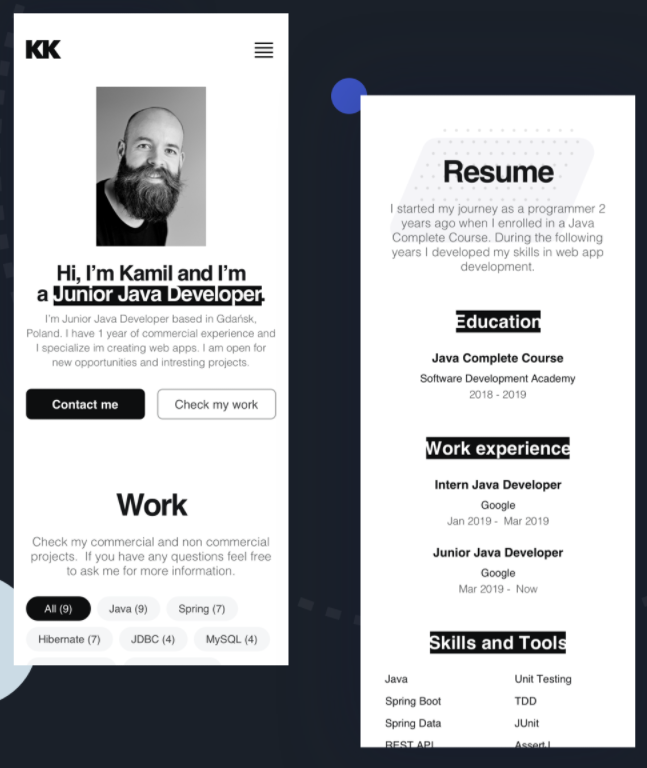 KK
Hi, I'm Kamil and I'm
a Junior Java Developer.
I'm Junior Java Developer based in Gdańsk,
Poland. I have 1 year of commercial experience and
I specialize im creating web apps. I am open for
new opportunities and intresting projects.
Contact me
Check my work
Work
Check my commercial and non commercial
projects. If you have any questions feel free
to ask me for more information.
All (9)
Java (9)
Spring (7)
Hibernate (7)
JDBC (4)
MySQL (4)
Resume
I started my journey as a programmer 2
years ago when I enrolled in a Java
Complete Course. During the following
years I developed my skills in web app
development.
Education
Java Complete Course
Software Development Academy
2018 - 2019
Work experience
Intern Java Developer
Google
Jan 2019 - Mar 2019
Junior Java Developer
Google
Mar 2019 - Now
Skills and Tools
Java
Unit Testing
Spring Boot
TDD
Spring Data
JUnit
REST API
AssertJ